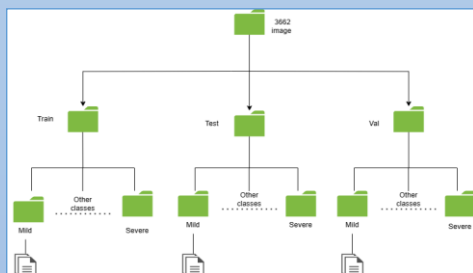 3662
image
Train
Test
Val
Other
classes
Other
classes
Other
classes
Mild
Severe
Mild
Severe
Mild
Severe